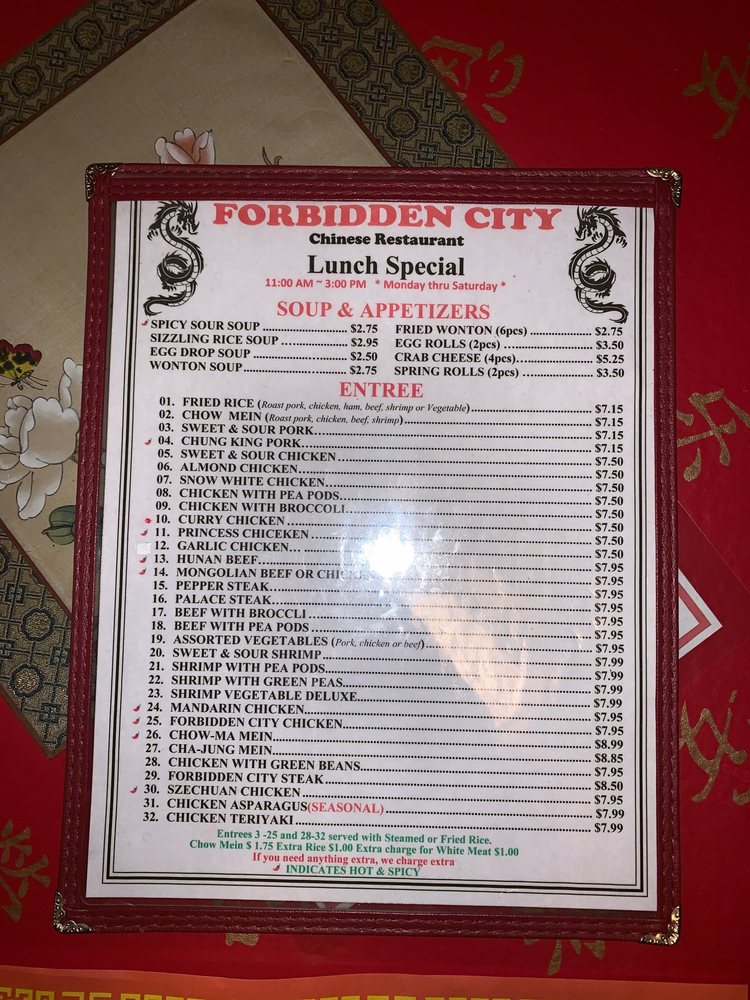 FORBIDDEN CITY
Chinese Restaurant
Lunch Special
11:00 AM ~ 3:00 PM * Monday thru Saturday *
SOUP & APPETIZERS
SPICY SOUR SOUP ..................... $2.75
SIZZLING RICE SOUP ................. $2.95
EGG DROP SOUP ........................ $2.50
WONTON SOUP.......................... $2.75
FRIED WONTON (6pcs) ................ $2.75
EGG ROLLS (2pcs) ....................... $3.50
CRAB CHEESE (4pcs)................... $5.25
SPRING ROLLS (2pcs) .................. $3.50
ENTREE
01. FRIED RICE (Roast pork, chicken, ham, beef, shrimp or Vegetable)........ $7.15
02. CHOW MEIN (Roast pork, chicken, beef, shrimp)........ $7.15
03. SWEET & SOUR PORK........ $7.15
04. CHUNG KING PORK........ $7.15
05. SWEET & SOUR CHICKEN........ $7.50
06. ALMOND CHICKEN........ $7.50
07. SNOW WHITE CHICKEN........ $7.50
08. CHICKEN WITH PEA PODS........ $7.50
09. CHICKEN WITH BROCCOLI........ $7.50
10. CURRY CHICKEN ........ $7.50
11. PRINCESS CHICEKEN ........ $7.50
12. GARLIC CHICKEN........ $7.50
13. HUNAN BEEF........ $7.95
14. MONGOLIAN BEEF OR CHICKEN........ $7.95
15. PEPPER STEAK........ $7.95
16. PALACE STEAK........ $7.95
17. BEEF WITH BROCCLI ........ $7.95
18. BEEF WITH PEA PODS ........ $7.95
19. ASSORTED VEGETABLES (Pork, chicken or beef)........ $7.95
20. SWEET & SOUR SHRIMP........ $7.99
21. SHRIMP WITH PEA PODS........ $7.99
22. SHRIMP WITH GREEN PEAS........ $7.99
23. SHRIMP VEGETABLE DELUXE........ $7.99
24. MANDARIN CHICKEN........ $7.95
25. FORBIDDEN CITY CHICKEN........ $7.95
26. CHOW-MA MEIN........ $8.99
27. CHA-JUNG MEIN........ $8.85
28. CHICKEN WITH GREEN BEANS........ $7.95
29. FORBIDDEN CITY STEAK........ $8.50
30. SZECHUAN CHICKEN ........ $7.95
31. CHICKEN ASPARAGUS(SEASONAL) ........ $7.99
32. CHICKEN TERIYAKI ........ $7.99
Entrees 3 -25 and 28-32 served with Steamed or Fried Rice.
Chow Mein $ 1.75 Extra Rice $1.00 Extra charge for White Meat $1.00
If you need anything extra, we charge extra
INDICATES HOT & SPICY